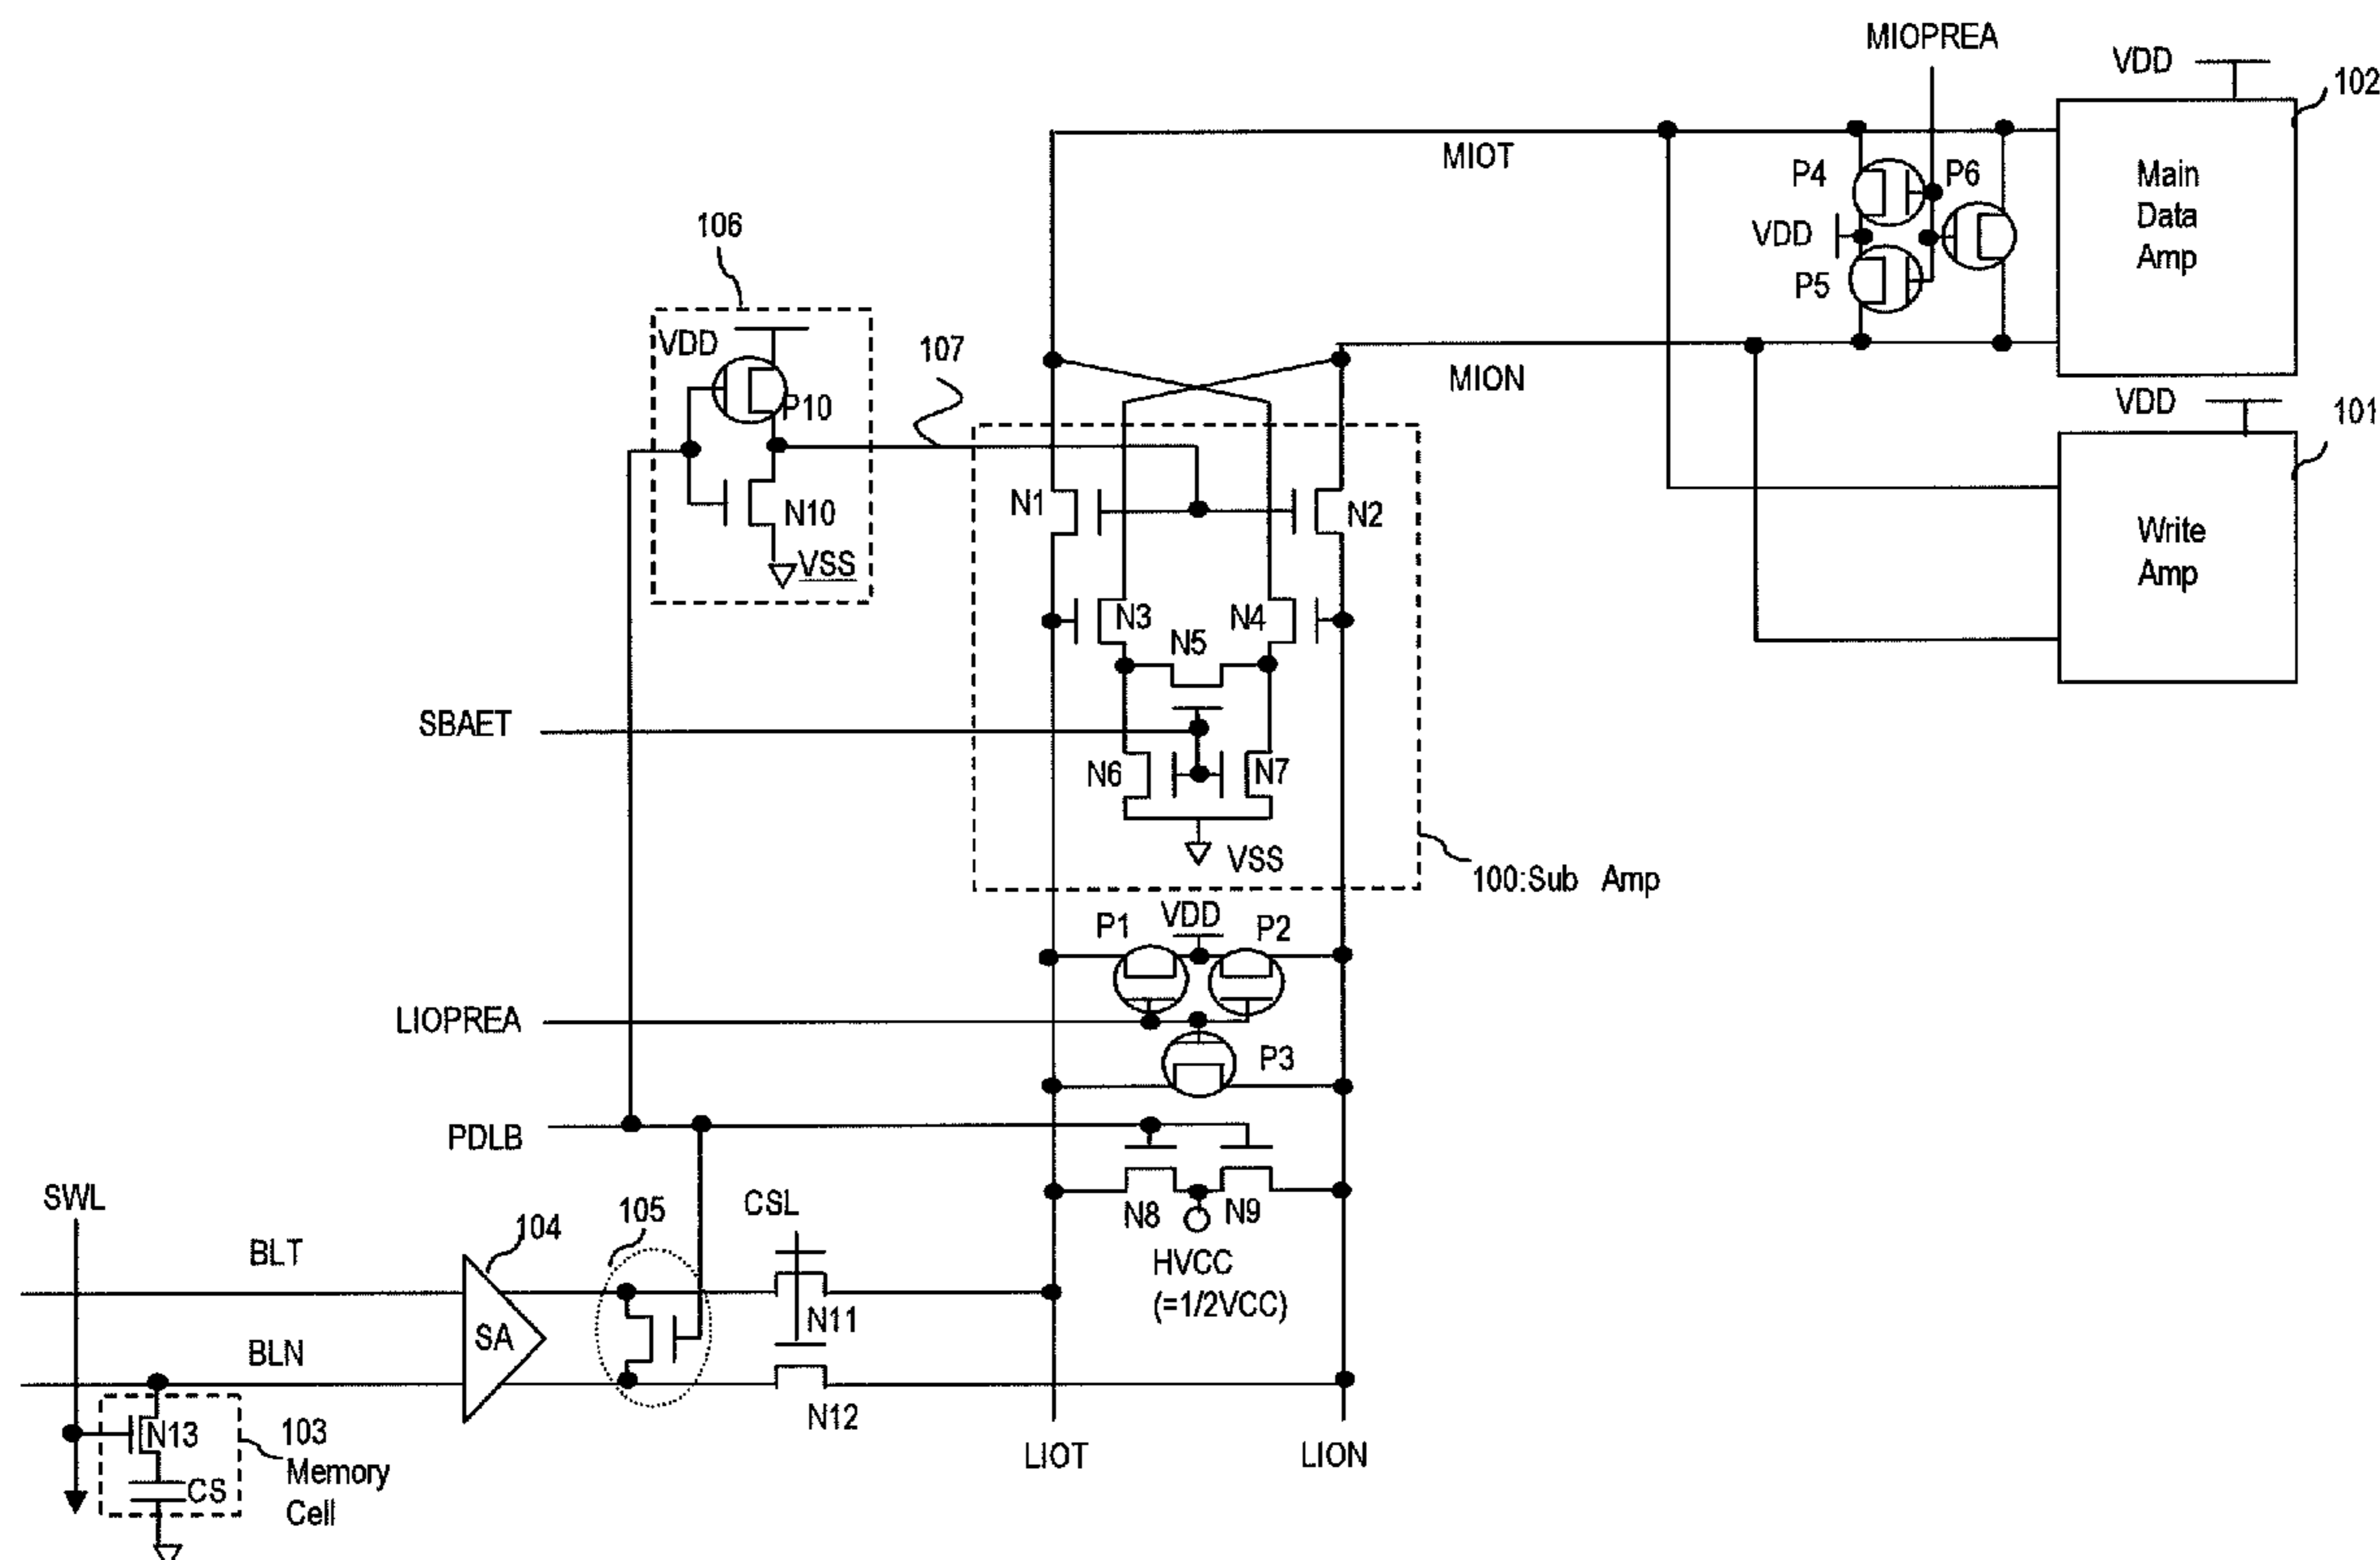 MIOPREA
VDD
102
MIOT
P4
P6
Main
Data
Amp
VDD
P5
106
VDD
107
MION
P10
VDD
101
N1
N2
N10
VSS
Write
Amp
N3
N4
N5
SBAET
N6
N7
VSS
100:Sub Amp
P1
VDD
P2
LIOPREA
P3
PDLB
SWL
105
CSL
N8
N9
104
BLT
HVCC
(=1/2VCC)
N11
SA
BLN
N12
N13
103
Memory
Cell
CS
LIOT
LION